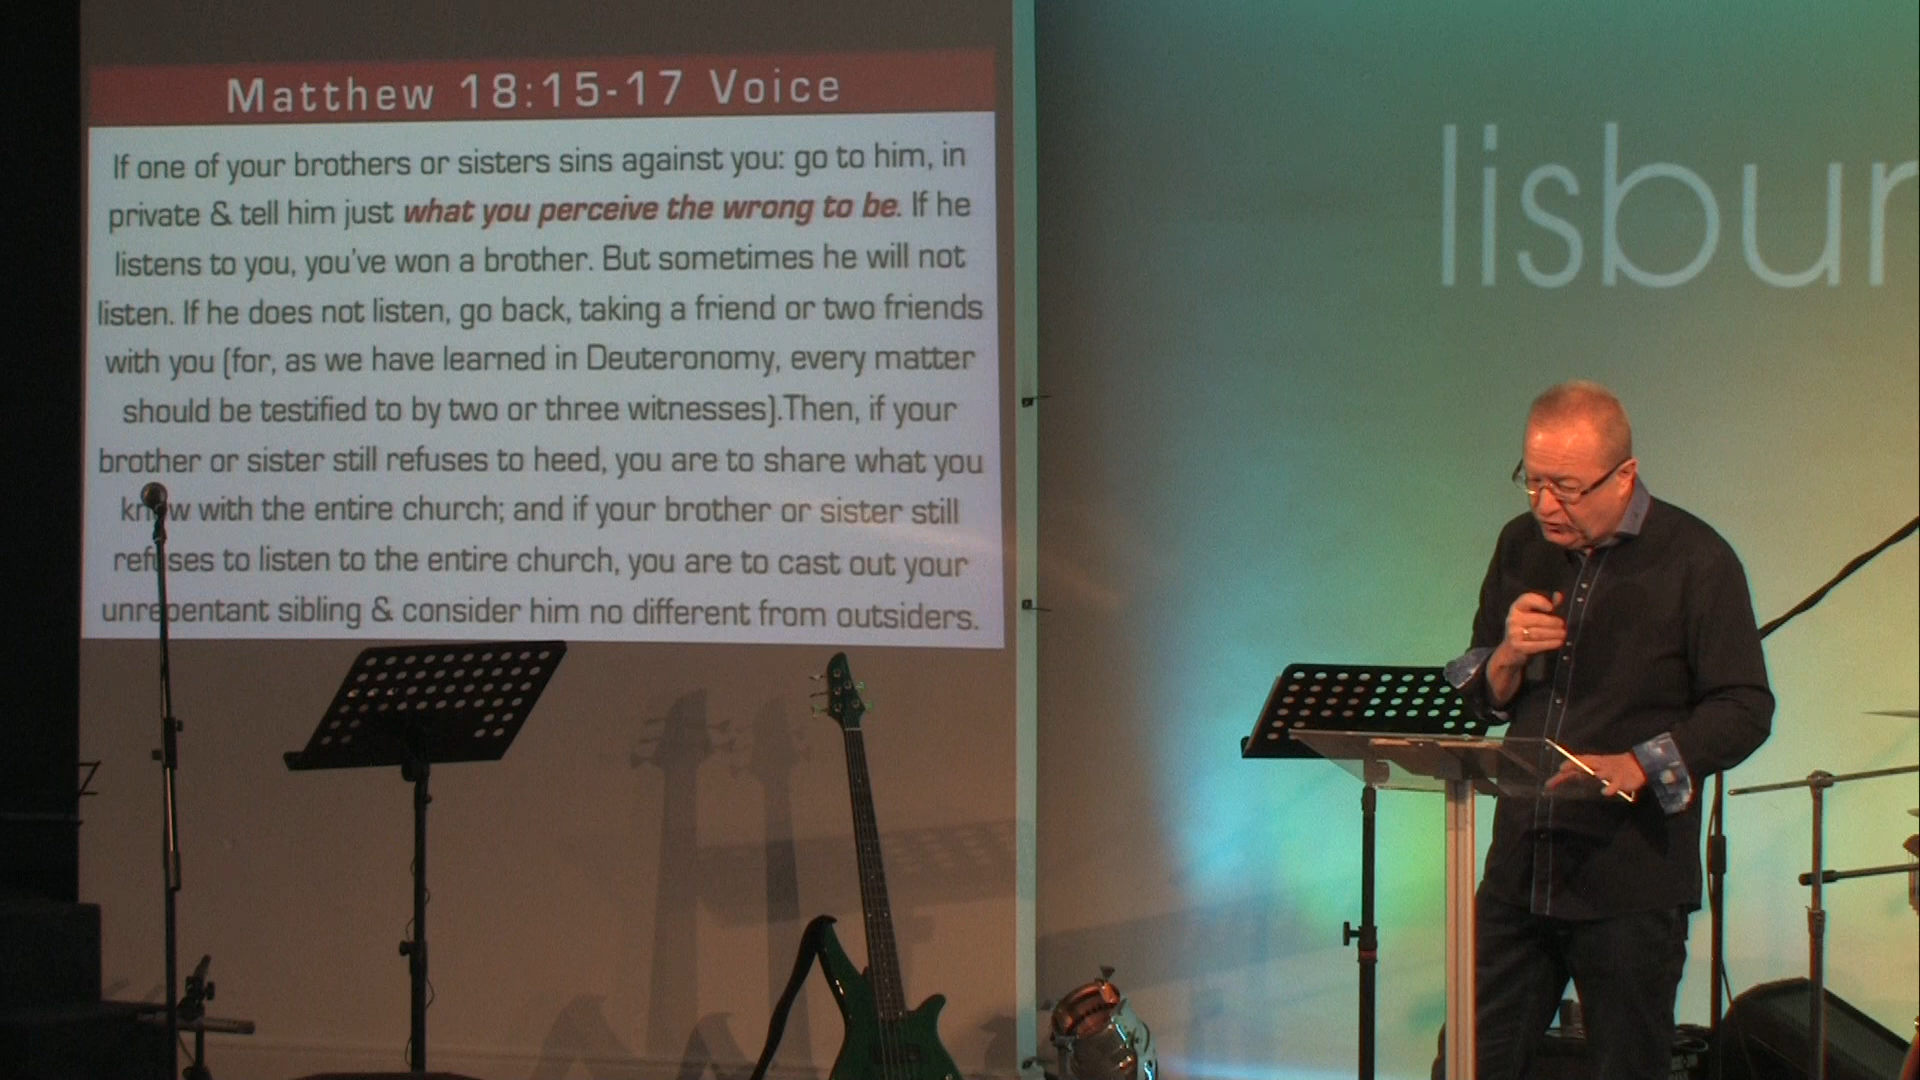 Matthew 18:15-17 Voice
If one of your brothers or sisters sins against you: go to him, in
private & tell him just what you perceive the wrong to be. If he
listens to you, you've won a brother. But sometimes he will not
listen. If he does not listen, go back, taking a friend or two friends
with you (for, as we have learned in Deuteronomy, every matter
should be testified to by two or three witnesses).Then, if your
brother or sister still refuses to heed, you are to share what you
know with the entire church; and if your brother or sister still
refuses to listen to the entire church, you are to cast out your
unrepentant sibling & consider him no different from outsiders.
lisbur